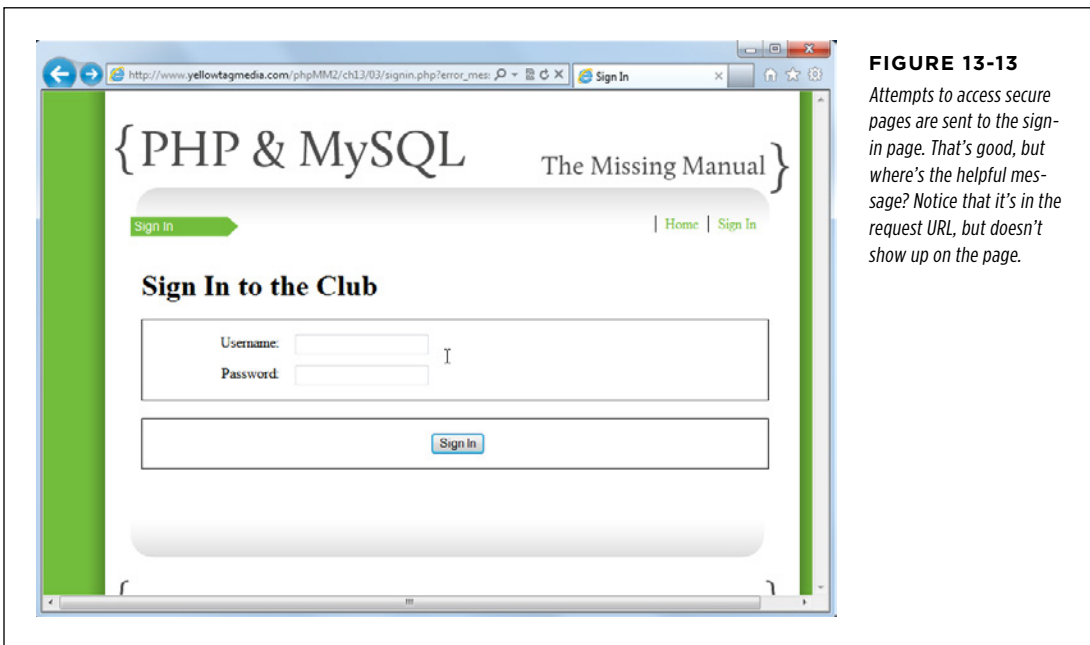 http://www.yellowtagmedia.com/phpMM2/ch13/03/signin.php?error_mes:
Sign In
{PHP & MySQL
The Missing Manual}
Sign In
| Home | Sign In
Sign In to the Club
Username:
Password:
Sign In
{ }
FIGURE 13-13
Attempts to access secure
pages are sent to the sign-
in page. That's good, but
where's the helpful mes-
sage? Notice that it's in the
request URL, but doesn't
show up on the page.